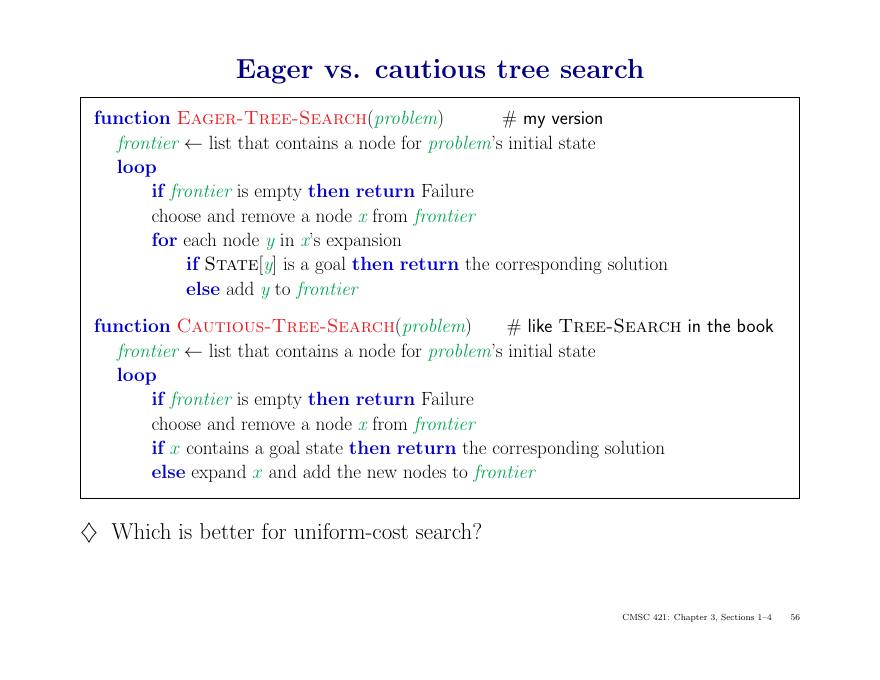 Eager vs. cautious tree search
function EAGER-TREE-SEARCH(problem) # my version
frontier ← list that contains a node for problem's initial state
loop
if frontier is empty then return Failure
choose and remove a node x from frontier
for each node y in x's expansion
if STATE[y] is a goal then return the corresponding solution
else add y to frontier
function CAUTIOUS-TREE-SEARCH(problem) # like TREE-SEARCH in the book
frontier ← list that contains a node for problem's initial state
loop
if frontier is empty then return Failure
choose and remove a node x from frontier
if x contains a goal state then return the corresponding solution
else expand x and add the new nodes to frontier
♢ Which is better for uniform-cost search?
CMSC 421: Chapter 3, Sections 1–4 56